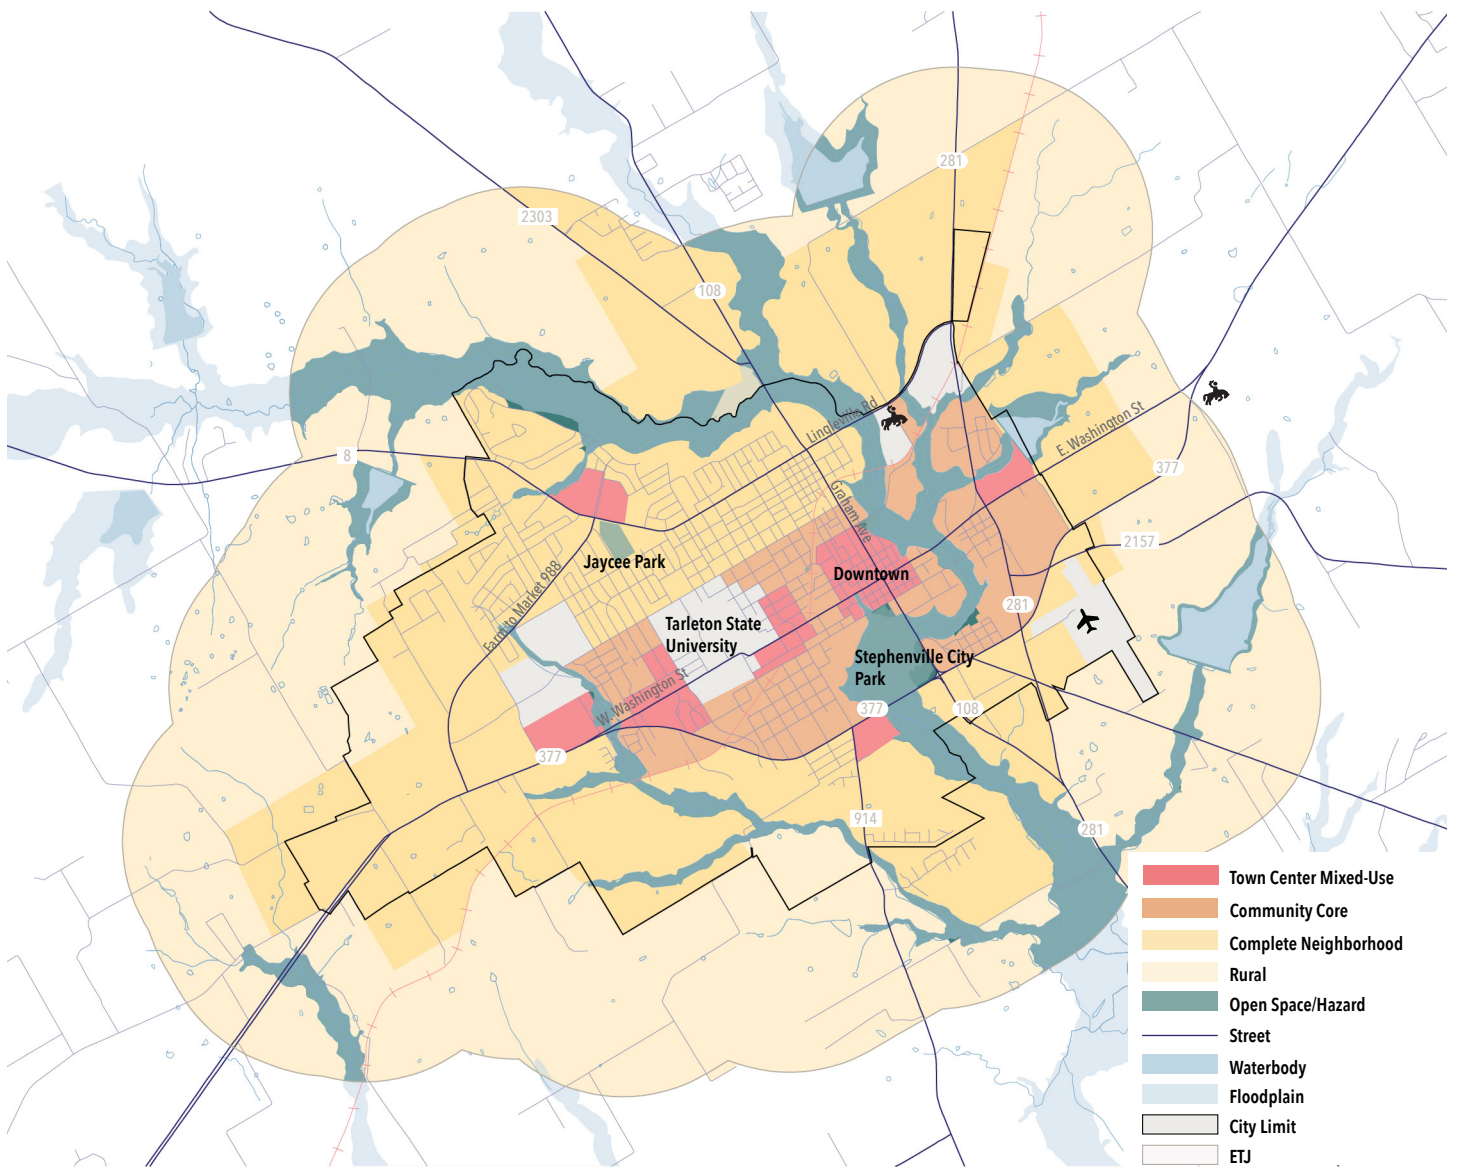 281
2303
108
Lingleville Rd
E. Washington St
8
377
Graham Ave
2157
Jaycee Park
Downtown
Farm to Market 988
281
Tarleton State
University
Stephenville City
Park
W. Washington St
377
108
377
914
281
Town Center Mixed-Use
Community Core
Complete Neighborhood
Rural
Open Space/Hazard
Street
Waterbody
Floodplain
City Limit
ETJ